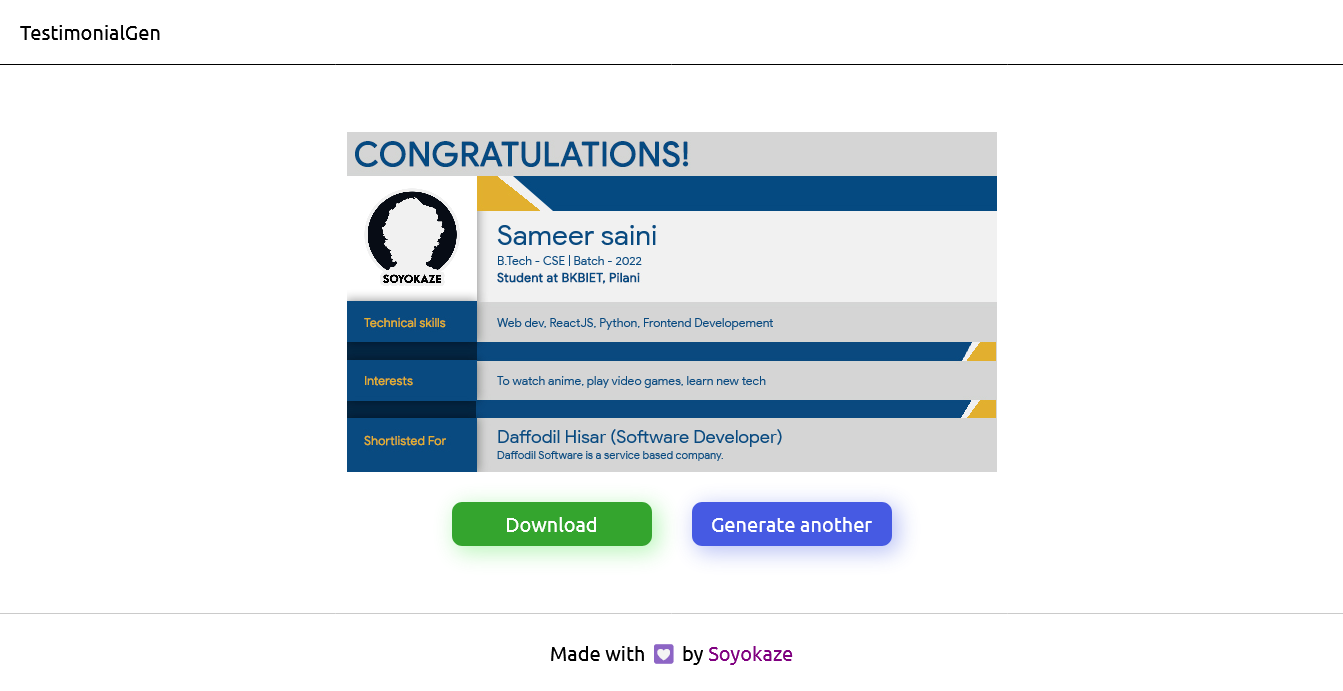 TestimonialGen
CONGRATULATIONS!
SOYOKAZE
Sameer saini
B.Tech - CSE | Batch - 2022
Student at BKBIET, Pilani
Technical skills
Web dev, ReactJS, Python, Frontend Developement
Interests
To watch anime, play video games, learn new tech
Shortlisted For
Daffodil Hisar (Software Developer)
Daffodil Software is a service based company.
Download
Generate another
Made with 💟 by Soyokaze